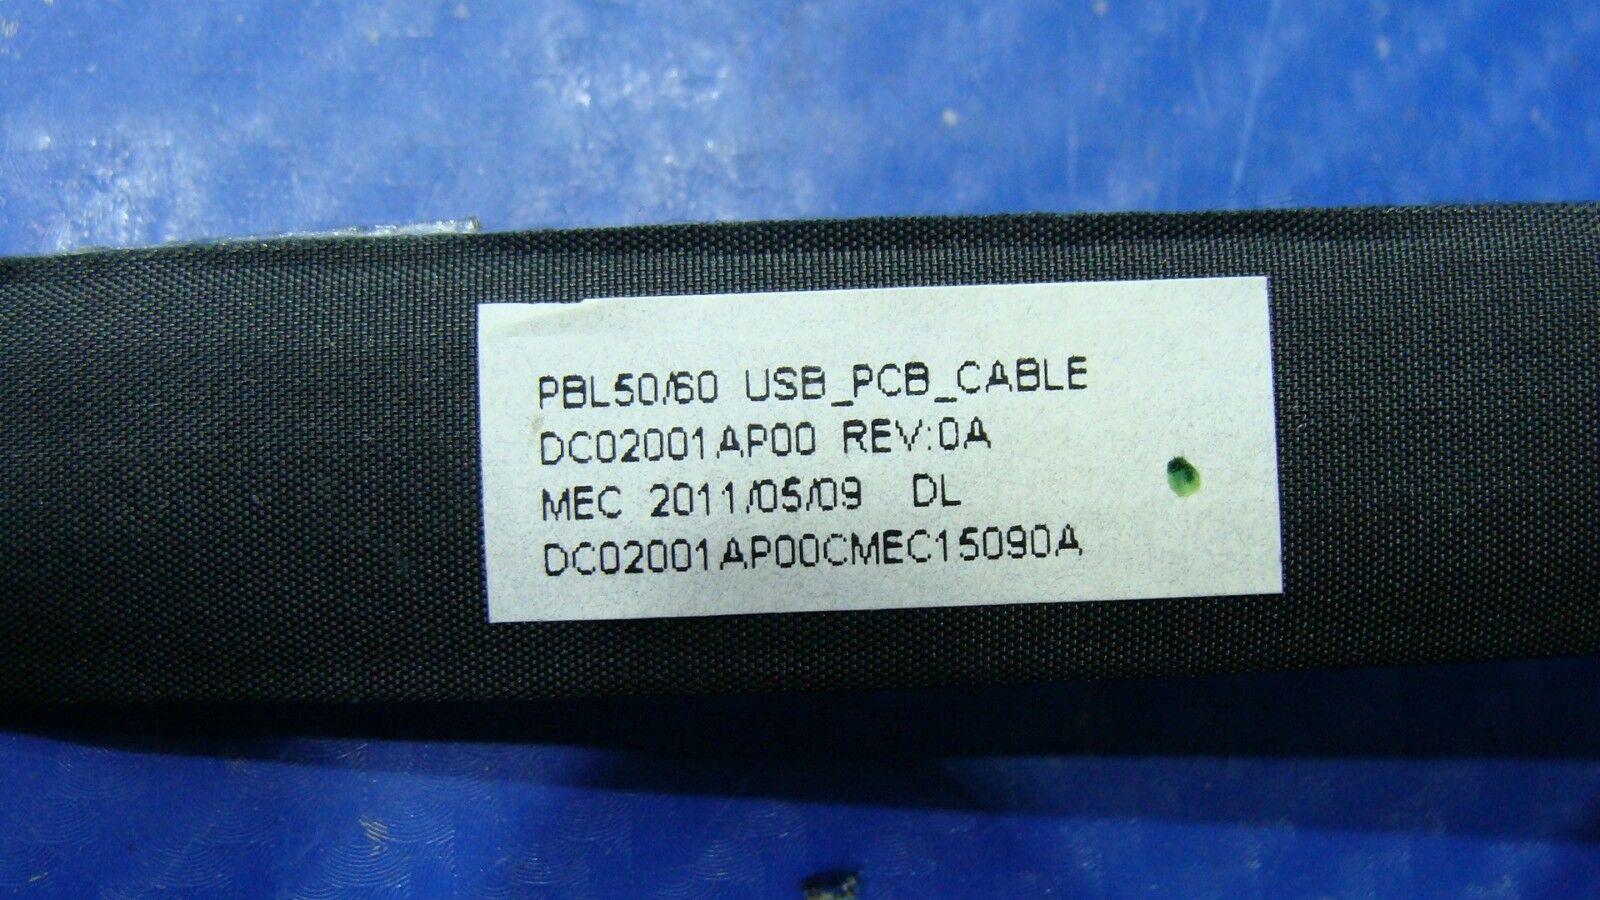 PBL50/60 USB_PCB_CABLE
DC02001AP00 REV:0A
MEC 2011/05/09 DL
DC02001AP00CMEC15090A